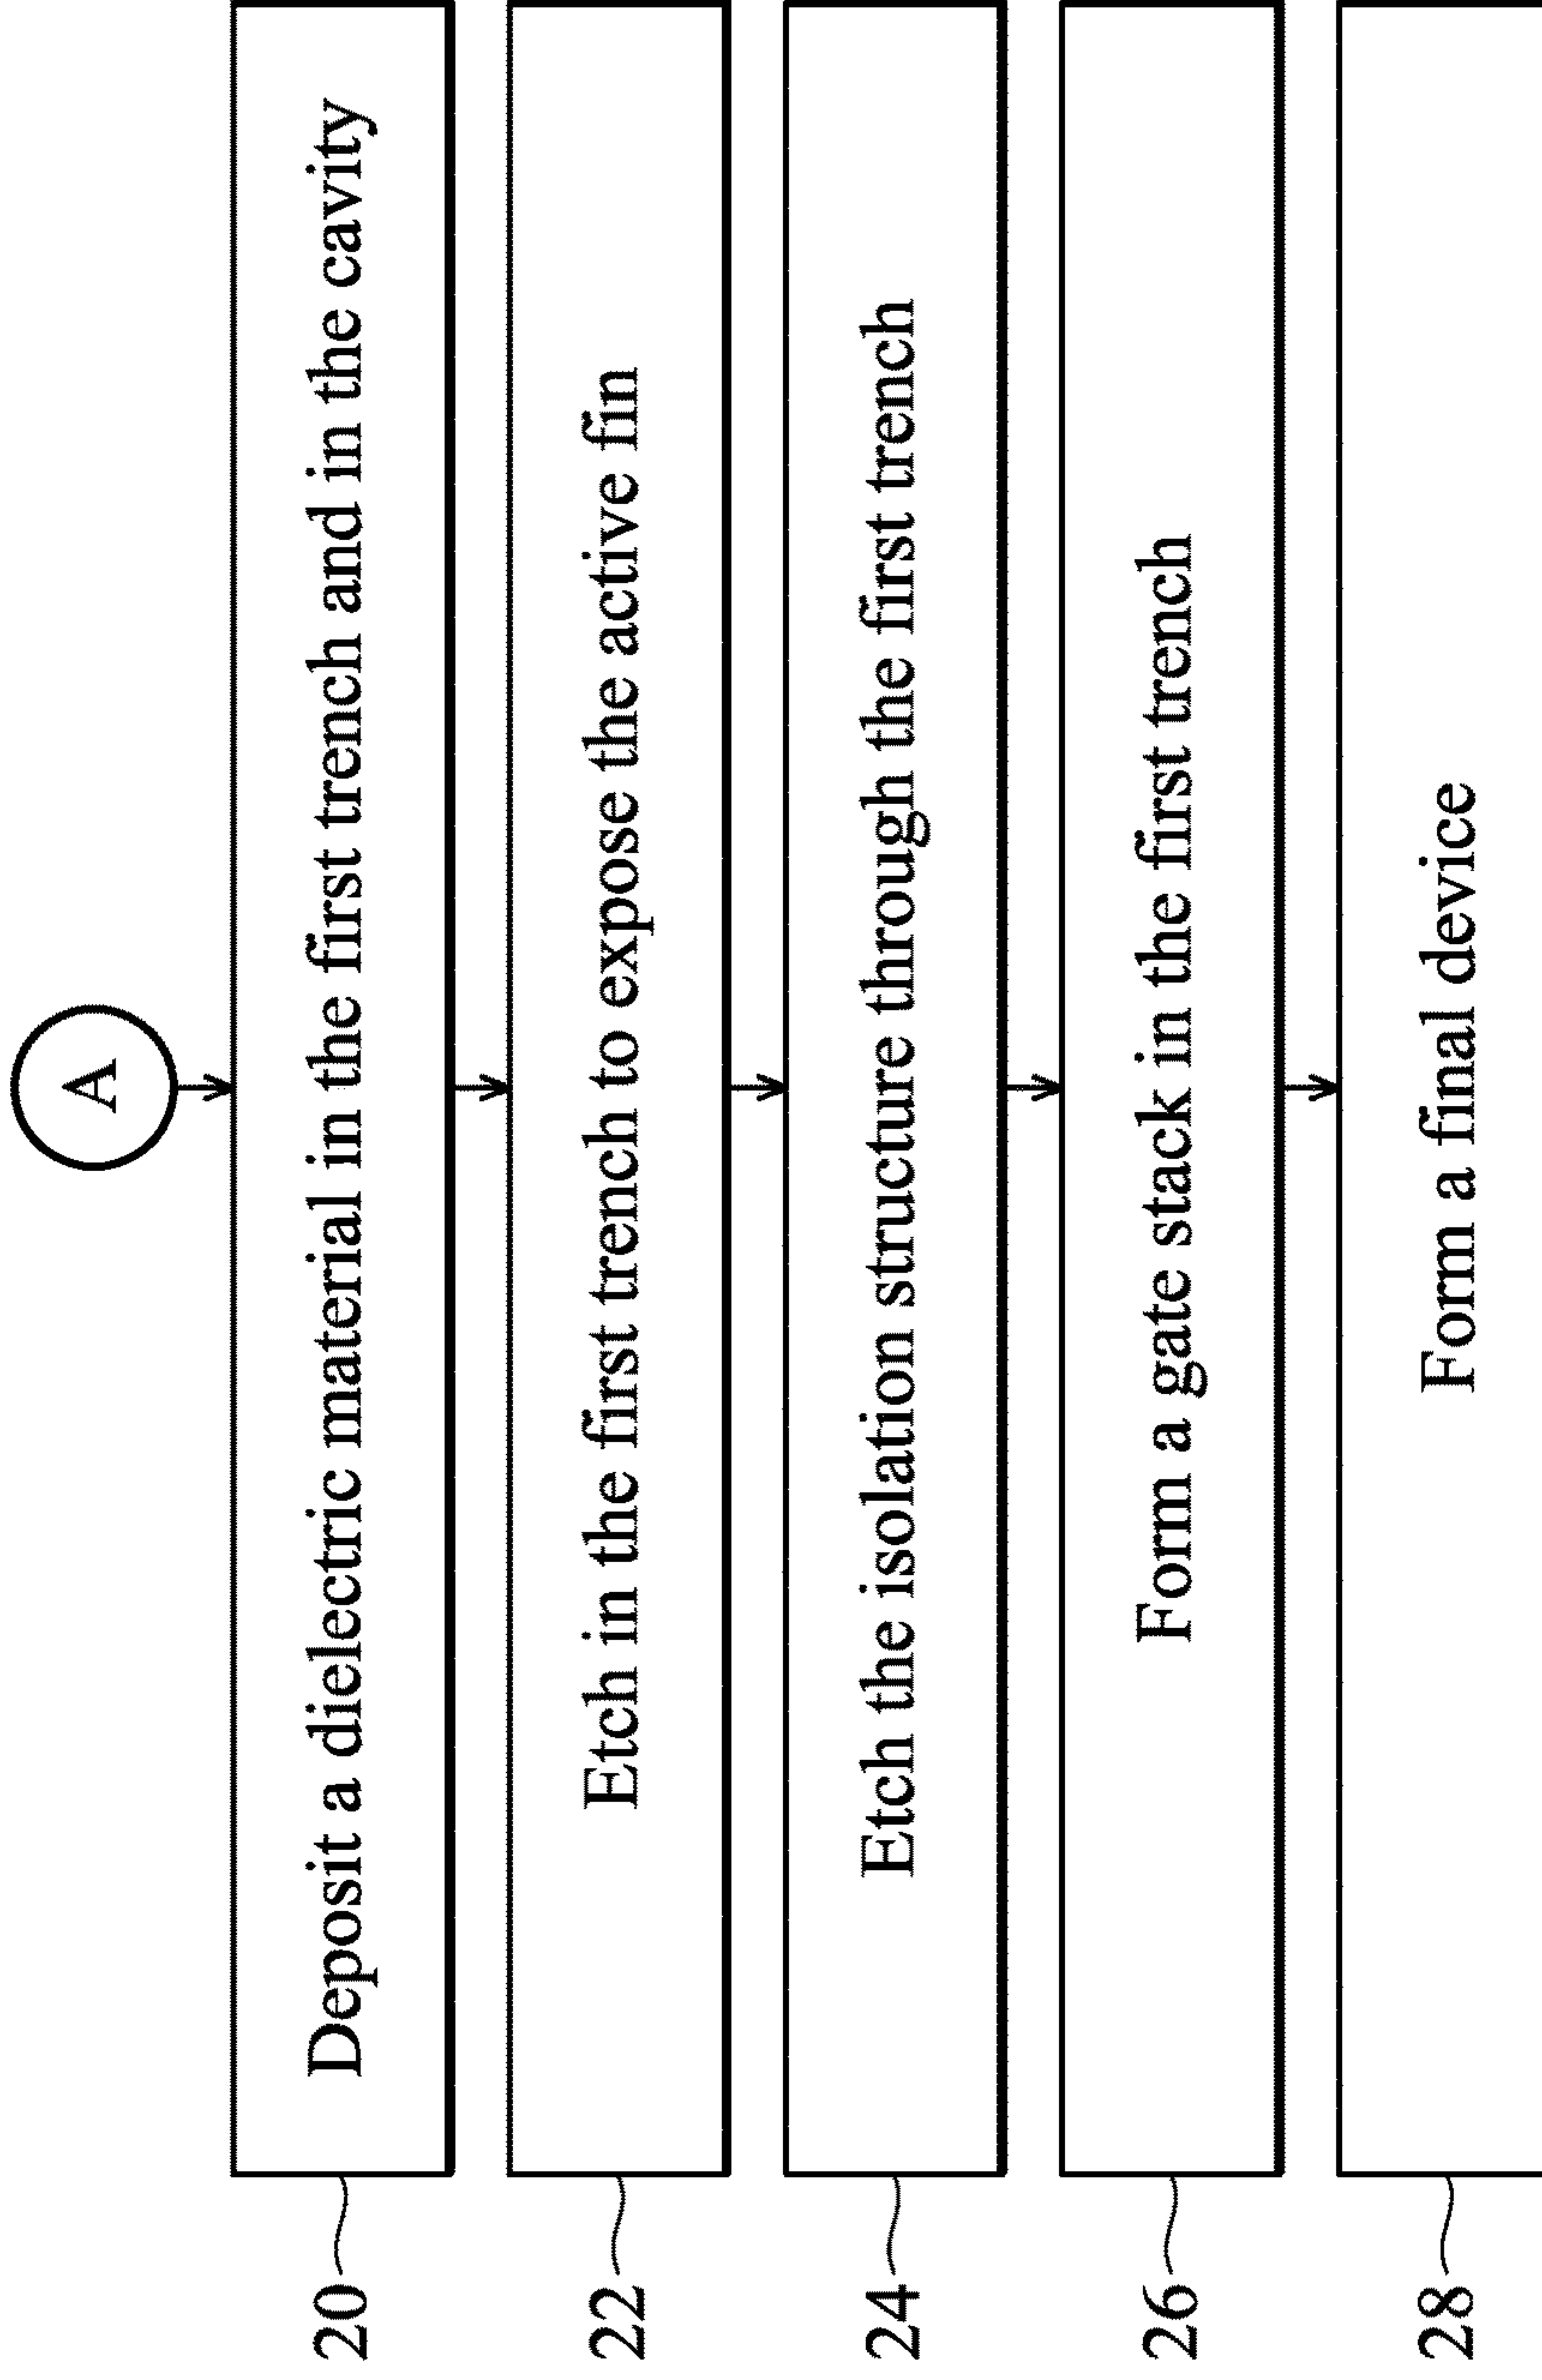 A
20 Deposit a dielectric material in the first trench and in the cavity
22 Etch in the first trench to expose the active fin
24 Etch the isolation structure through the first trench
26 Form a gate stack in the first trench
28 Form a final device